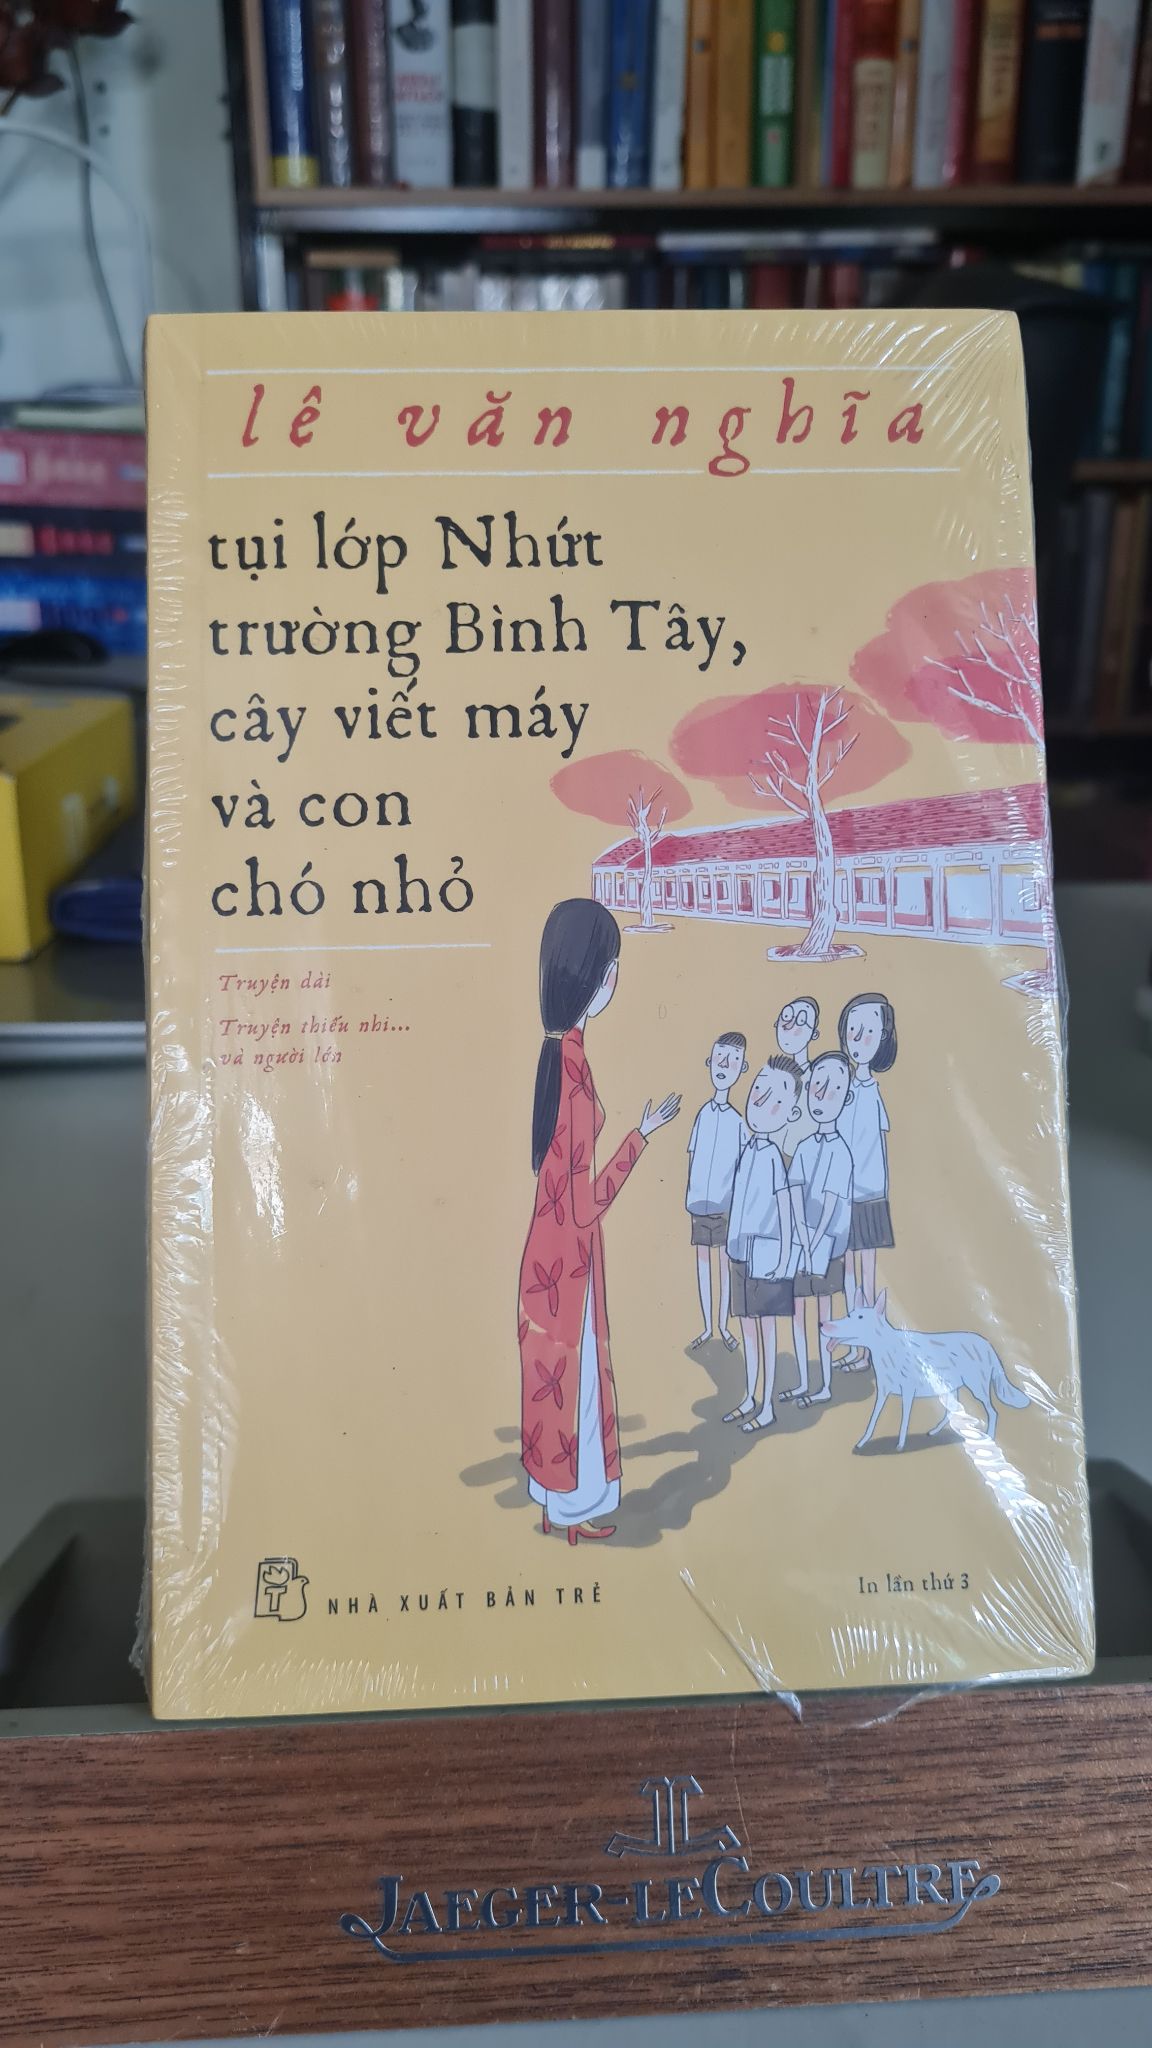 lê văn nghĩa
tụi lớp Nhứt
trường Bình Tây,
cây viết máy
và con
chó nhỏ
Truyện dài
Truyện thiếu nhi...
và người lớn
NHÀ XUẤT BẢN TRẺ
In lần thứ 3
JAEGER-LECOULTRE